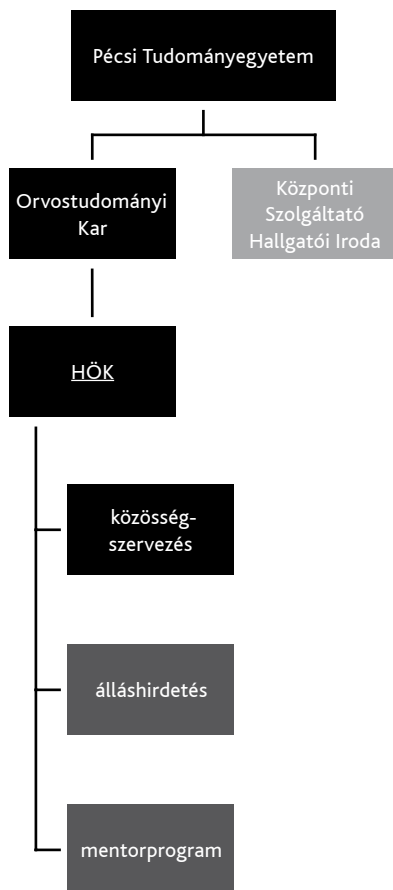 Pécsi Tudományegyetem
Orvostudományi
Kar
Központi
Szolgáltató
Hallgatói Iroda
HÖK
közösség-
szervezés
álláshirdetés
mentorprogram